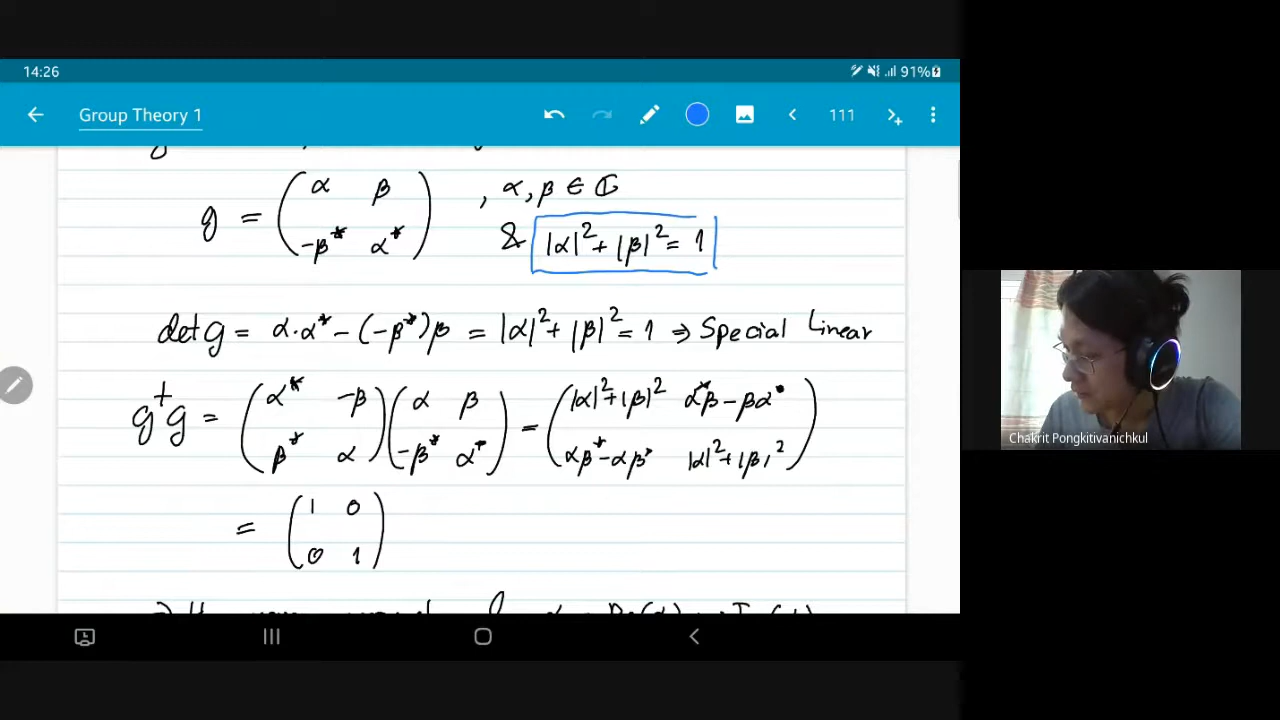 14:26 91%
Group Theory 1 111
g = ( α β ) , α, β ∈ ℂ
( -β* α* ) & |α|² + |β|² = 1
det g = α·α* - (-β*)β = |α|² + |β|² = 1 ⇒ Special Linear
g†g = ( α* -β ) ( α β ) = ( |α|²+|β|² α*β - βα* )
( β* α ) ( -β* α* ) ( αβ* - αβ* |α|²+|β|² )
= ( 1 0 )
( 0 1 )
Chakrit Pongkitivanichkul